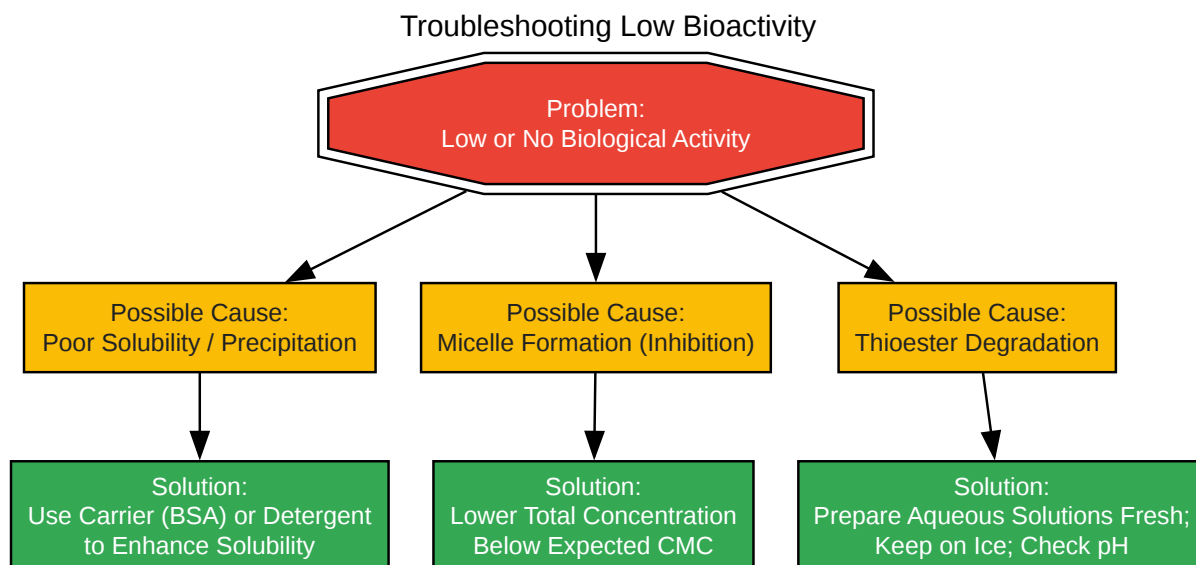 Troubleshooting Low Bioactivity
Problem:
Low or No Biological Activity
Possible Cause:
Poor Solubility / Precipitation
Possible Cause:
Micelle Formation (Inhibition)
Possible Cause:
Thioester Degradation
Solution:
Use Carrier (BSA) or Detergent
to Enhance Solubility
Solution:
Lower Total Concentration
Below Expected CMC
Solution:
Prepare Aqueous Solutions Fresh;
Keep on Ice; Check pH